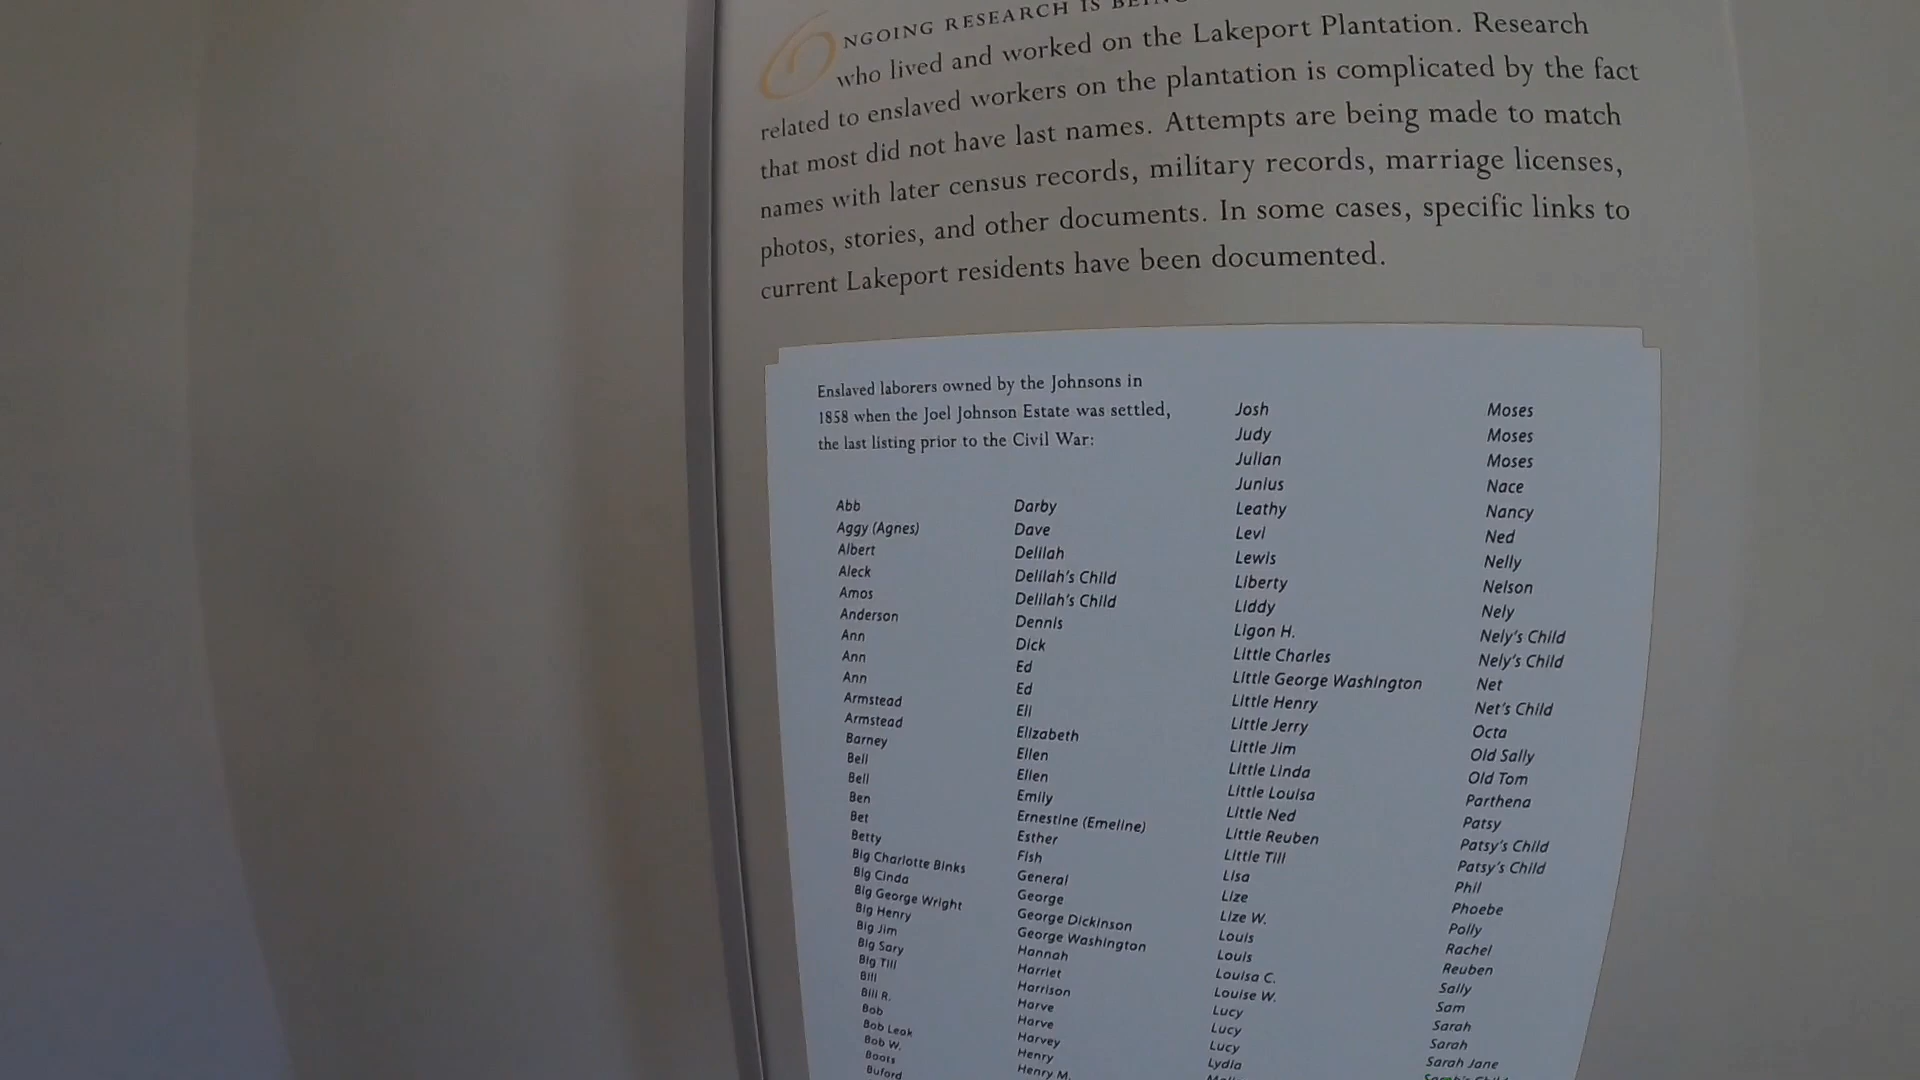 ONGOING RESEARCH IS
who lived and worked on the Lakeport Plantation. Research
related to enslaved workers on the plantation is complicated by the fact
that most did not have last names. Attempts are being made to match
names with later census records, military records, marriage licenses,
photos, stories, and other documents. In some cases, specific links to
current Lakeport residents have been documented.
Enslaved laborers owned by the Johnsons in
1858 when the Joel Johnson Estate was settled,
the last listing prior to the Civil War:
Abb
Aggy (Agnes)
Albert
Aleck
Amos
Anderson
Ann
Ann
Ann
Armstead
Armstead
Barney
Bell
Bell
Ben
Bet
Betty
Big Charlotte Binks
Big Cinda
Big George Wright
Big Henry
Big Jim
Big Sary
Big Till
Bill
Bill R.
Bob
Bob Leak
Bob W.
Boots
Buford
Darby
Dave
Delilah
Delilah's Child
Delilah's Child
Dennis
Dick
Ed
Ed
Eli
Elizabeth
Ellen
Ellen
Emily
Ernestine (Emeline)
Esther
Fish
General
George
George Dickinson
George Washington
Hannah
Harriet
Harrison
Harve
Harve
Harvey
Henry
Henry M.
Josh
Judy
Julian
Junius
Leathy
Levi
Lewis
Liberty
Liddy
Ligon H.
Little Charles
Little George Washington
Little Henry
Little Jerry
Little Jim
Little Linda
Little Louisa
Little Ned
Little Reuben
Little Till
Lisa
Lize
Lize W.
Louis
Louis
Louisa C.
Louise W.
Lucy
Lucy
Lucy
Lydia
Moses
Moses
Moses
Nace
Nancy
Ned
Nelly
Nelson
Nely
Nely's Child
Nely's Child
Net
Net's Child
Octa
Old Sally
Old Tom
Parthena
Patsy
Patsy's Child
Patsy's Child
Phil
Phoebe
Polly
Rachel
Reuben
Sally
Sam
Sarah
Sarah
Sarah Jane